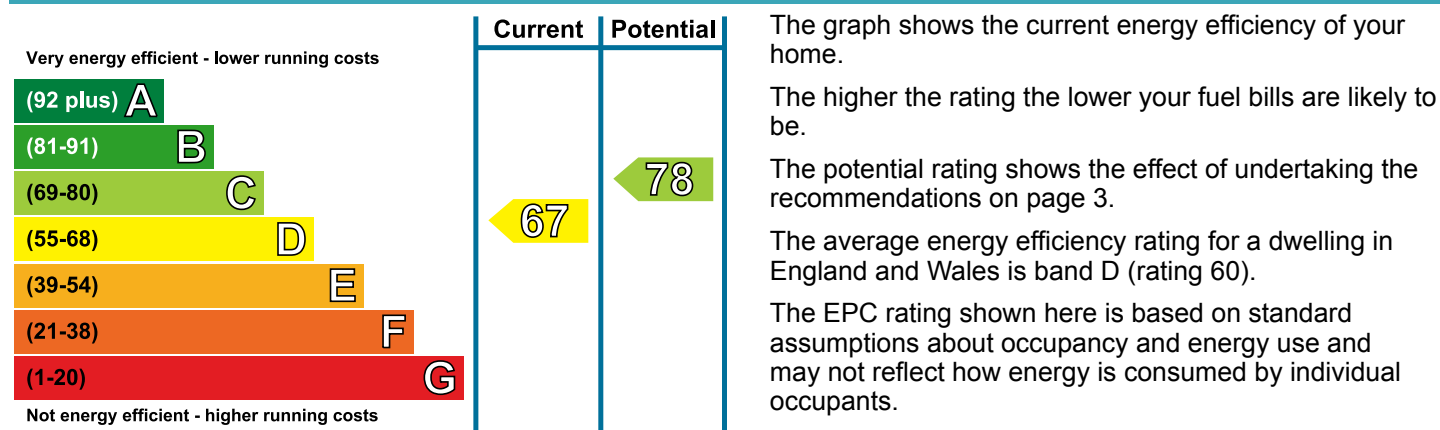 Current Potential
Very energy efficient - lower running costs
(92 plus) A
(81-91) B
(69-80) C
(55-68) D
(39-54) E
(21-38) F
(1-20) G
Not energy efficient - higher running costs
67
78
The graph shows the current energy efficiency of your
home.
The higher the rating the lower your fuel bills are likely to
be.
The potential rating shows the effect of undertaking the
recommendations on page 3.
The average energy efficiency rating for a dwelling in
England and Wales is band D (rating 60).
The EPC rating shown here is based on standard
assumptions about occupancy and energy use and
may not reflect how energy is consumed by individual
occupants.